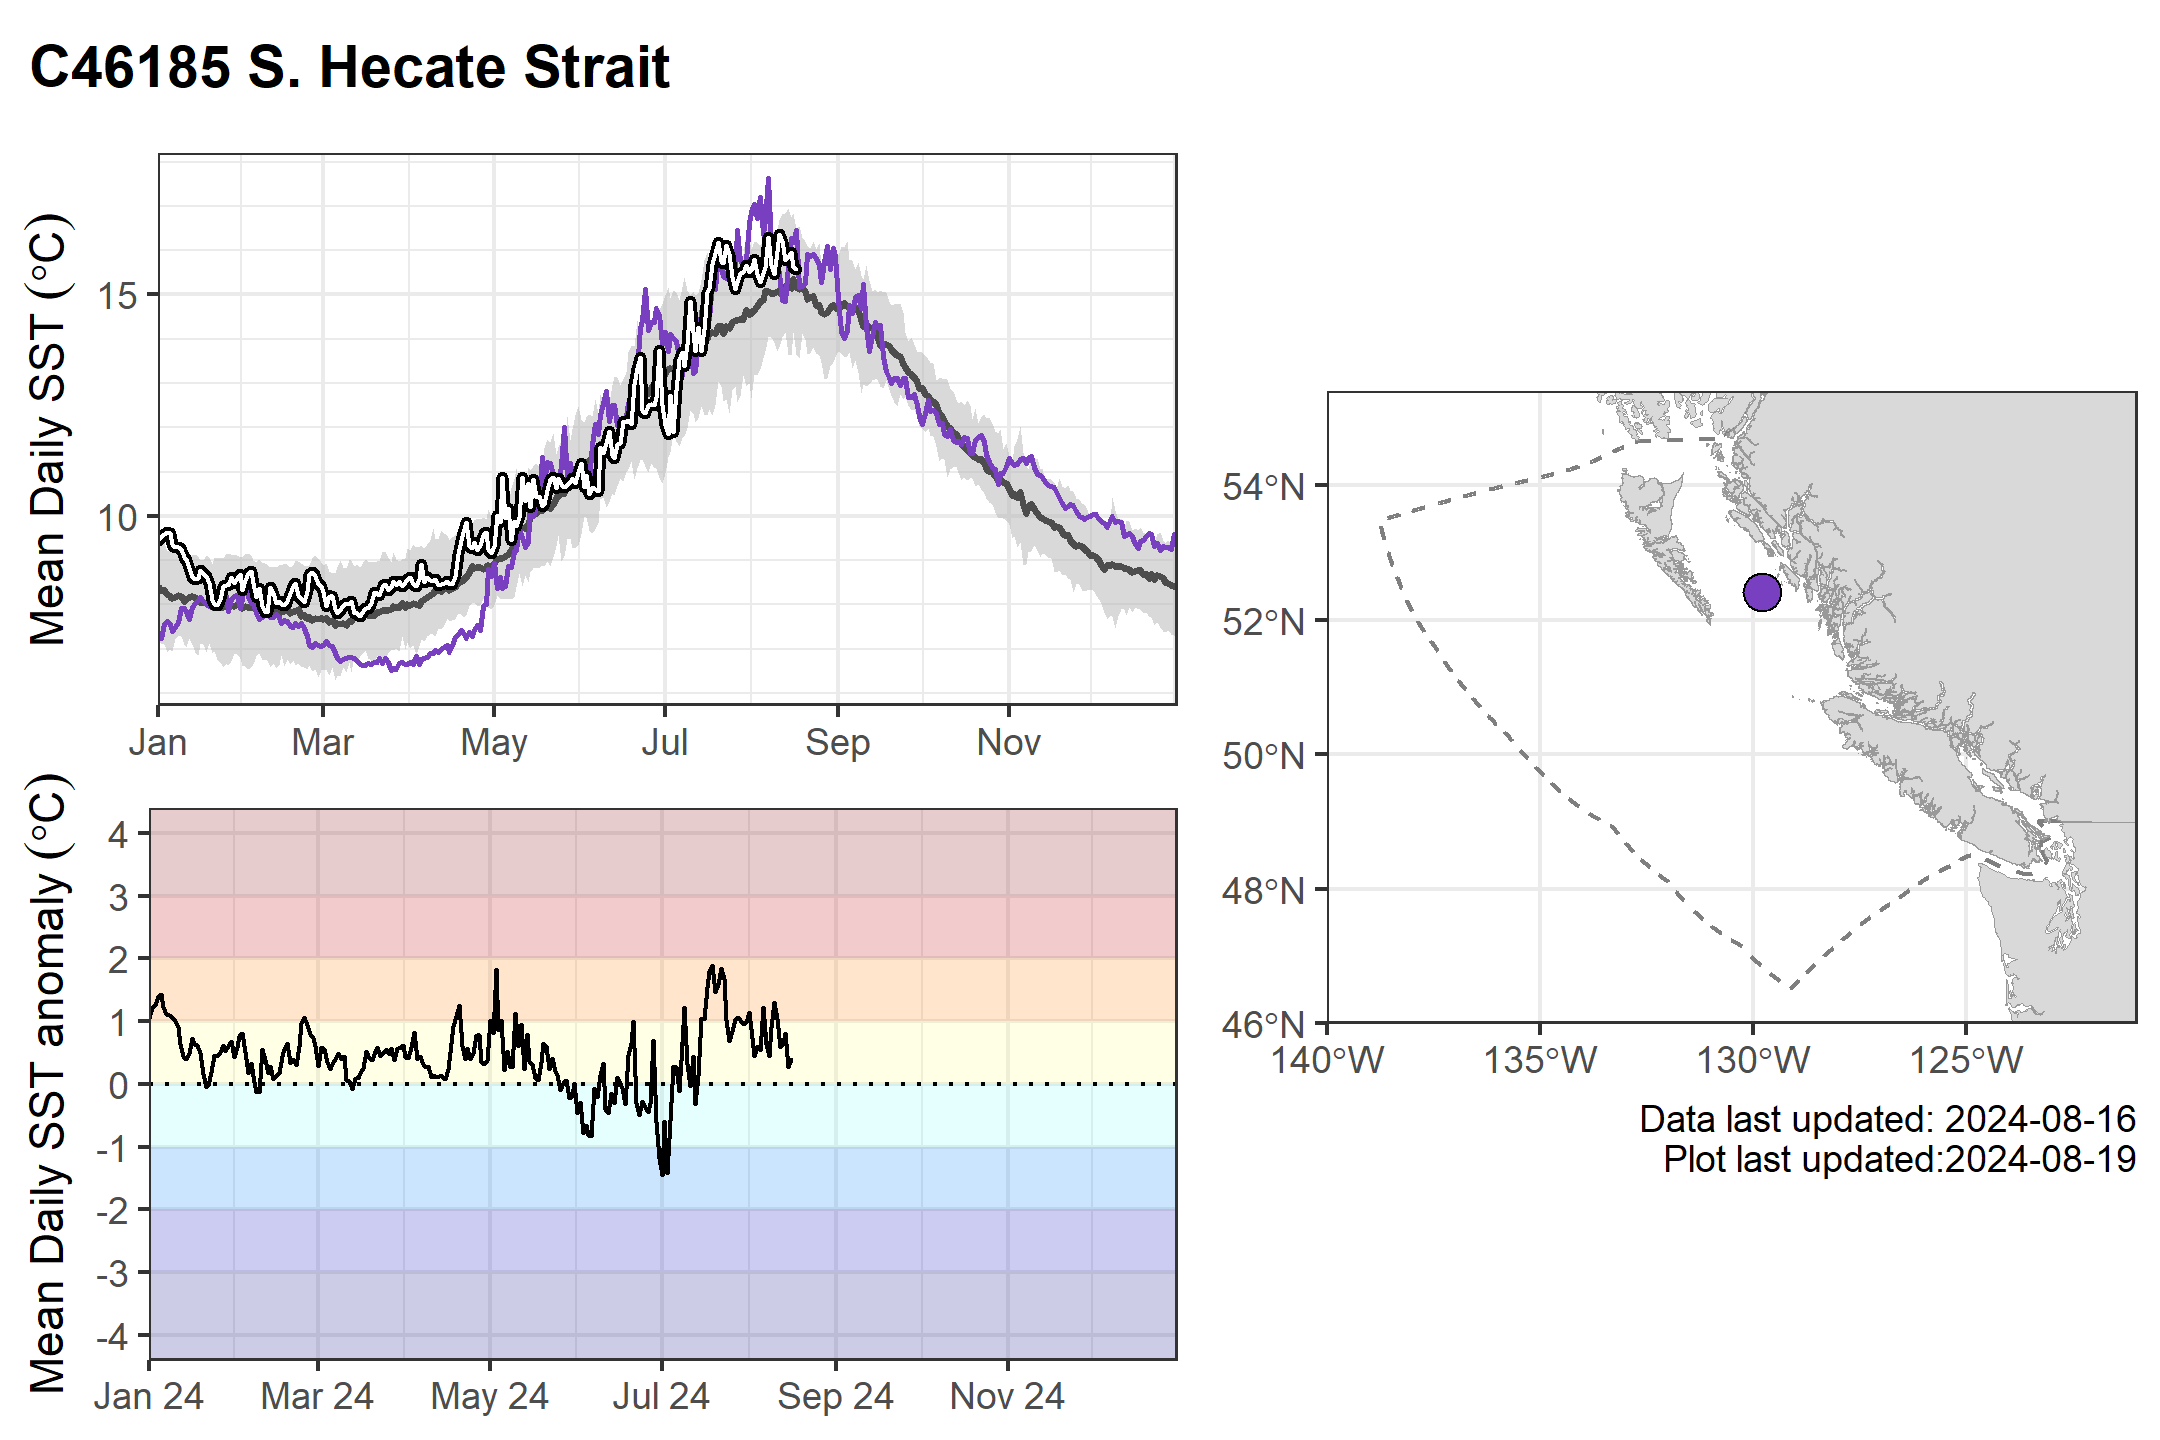 C46185 S. Hecate Strait
Mean Daily SST (°C)
15
10
Jan Mar May Jul Sep Nov
Mean Daily SST anomaly (°C)
4
3
2
1
0
-1
-2
-3
-4
Jan 24 Mar 24 May 24 Jul 24 Sep 24 Nov 24
54°N
52°N
50°N
48°N
46°N
140°W 135°W 130°W 125°W
Data last updated: 2024-08-16
Plot last updated:2024-08-19